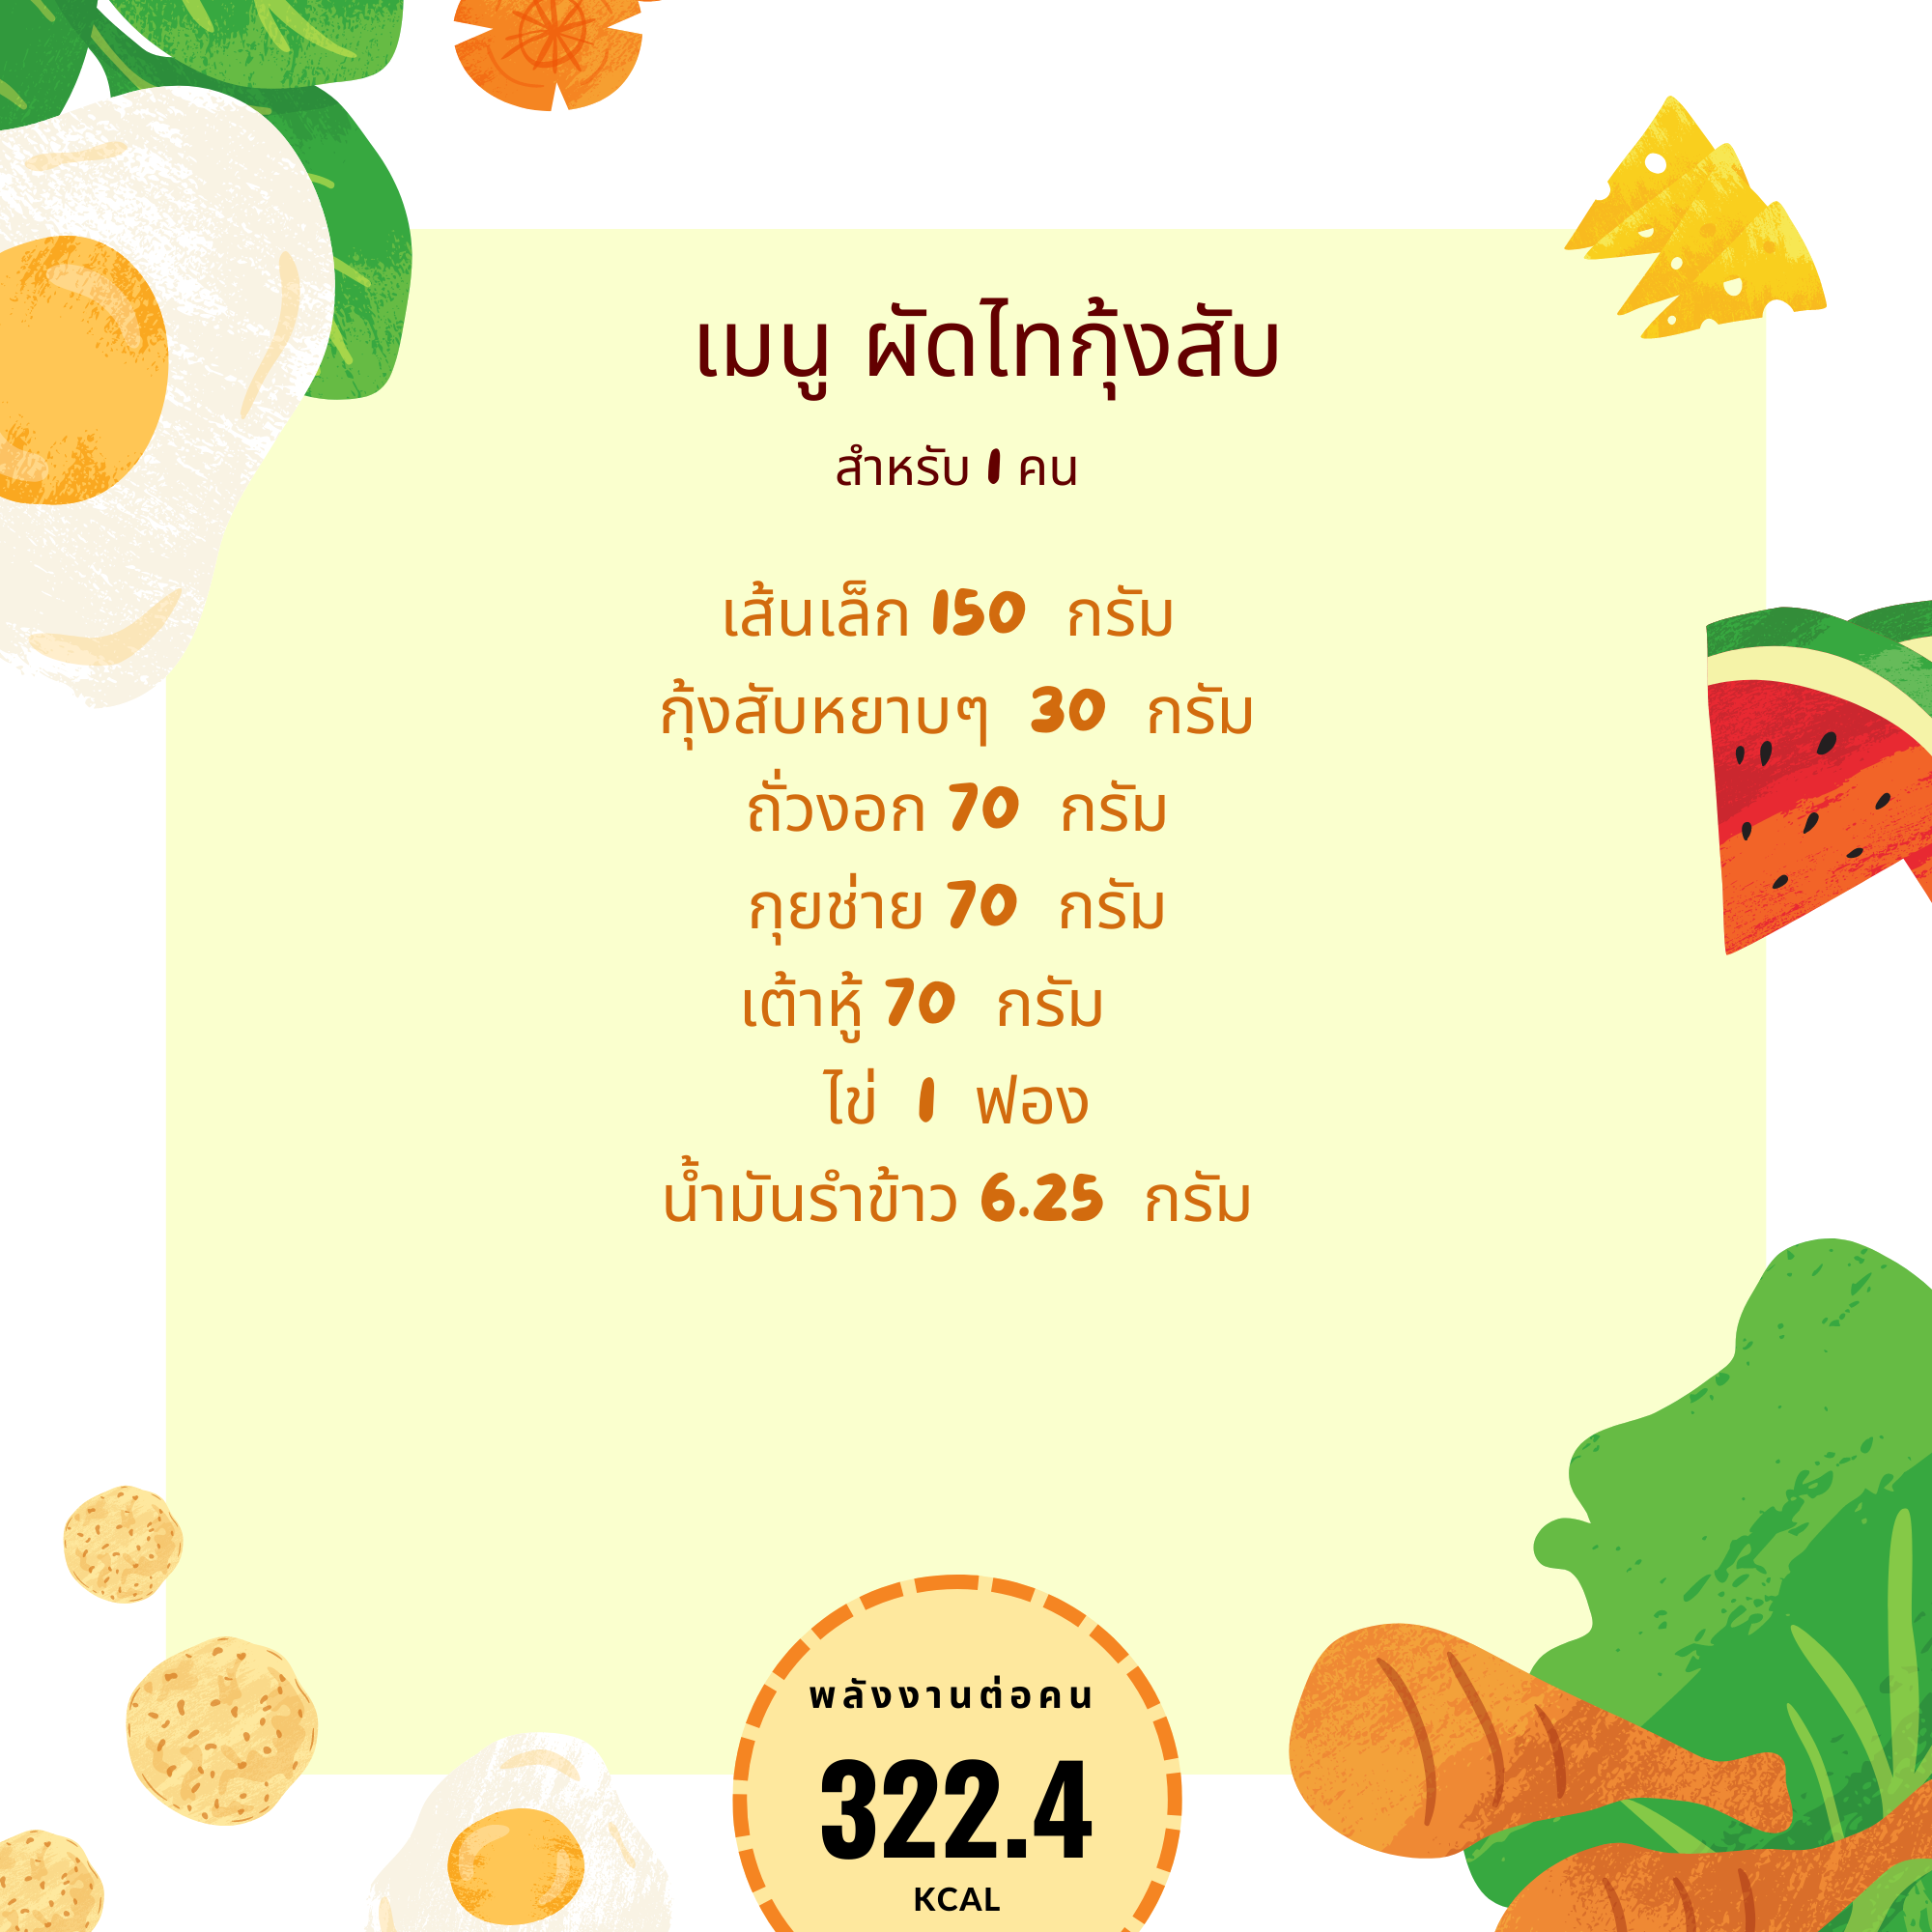 เมนู ผัดไทกุ้งสับ
สำหรับ 1 คน
เส้นเล็ก 150 กรัม
กุ้งสับหยาบๆ 30 กรัม
ถั่วงอก 70 กรัม
กุยช่าย 70 กรัม
เต้าหู้ 70 กรัม
ไข่ 1 ฟอง
น้ำมันรำข้าว 6.25 กรัม
พลังงานต่อคน
322.4
KCAL